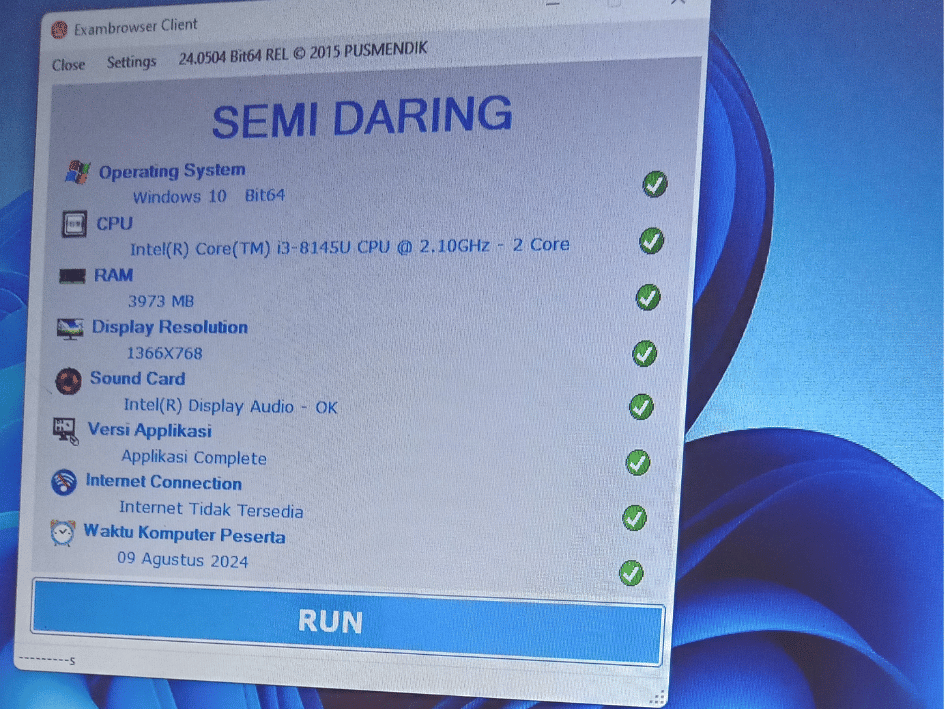 Exambrowser Client
Close Settings 24.0504 Bit64 REL © 2015 PUSMENDIK
SEMI DARING
Operating System
Windows 10 Bit64
CPU
Intel(R) Core(TM) i3-8145U CPU @ 2.10GHz - 2 Core
RAM
3973 MB
Display Resolution
1366X768
Sound Card
Intel(R) Display Audio - OK
Versi Applikasi
Applikasi Complete
Internet Connection
Internet Tidak Tersedia
Waktu Komputer Peserta
09 Agustus 2024
RUN
---------s